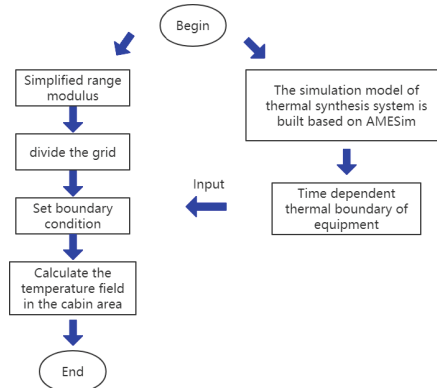 Begin
Simplified range
modulus
The simulation model of
thermal synthesis system is
built based on AMESim
divide the grid
Input
Set boundary
condition
Time dependent
thermal boundary of
equipment
Calculate the
temperature field
in the cabin area
End